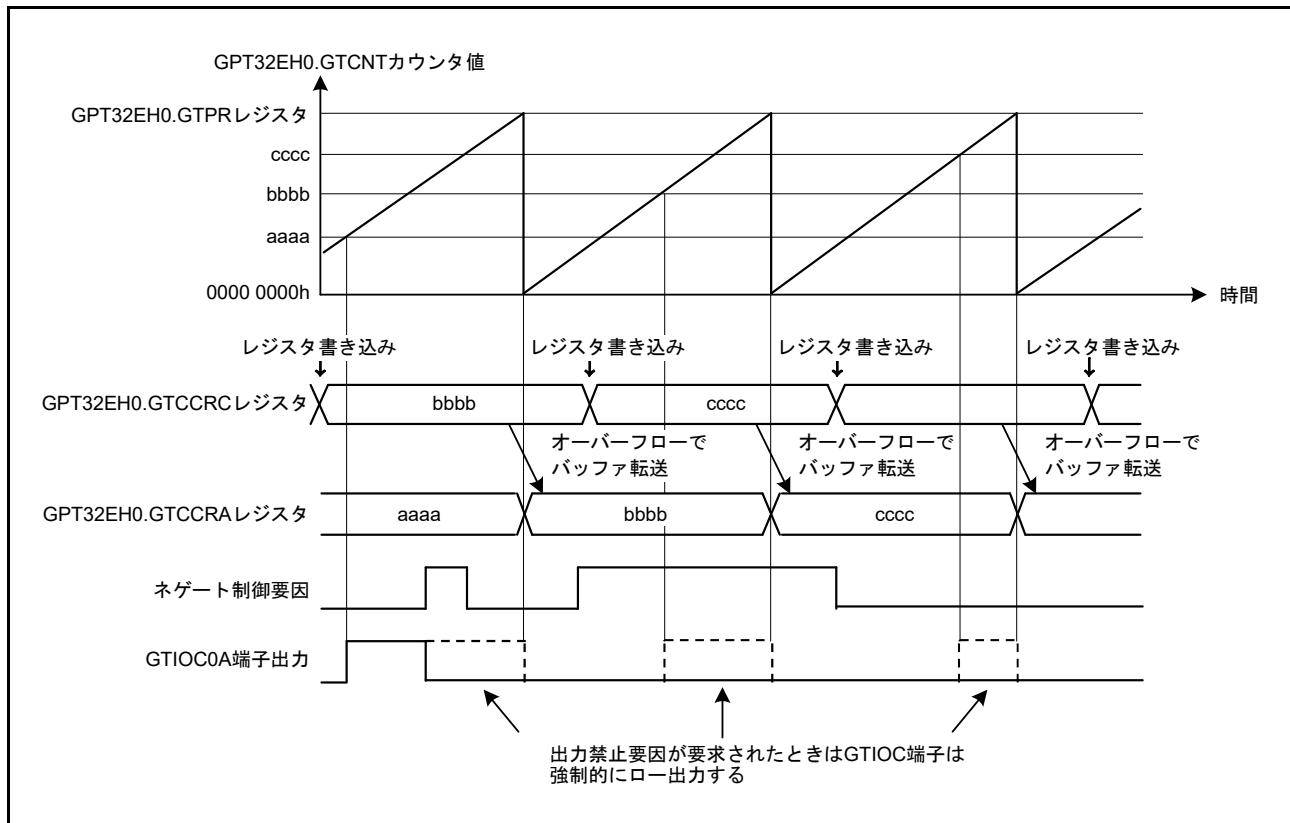 GPT32EH0.GTCNTカウンタ値
GPT32EH0.GTPRレジスタ
cccc
bbbb
aaaa
0000 0000h
時間
レジスタ書き込み
レジスタ書き込み
レジスタ書き込み
レジスタ書き込み
GPT32EH0.GTCCRCレジスタ
bbbb
cccc
オーバーフローで
バッファ転送
オーバーフローで
バッファ転送
オーバーフローで
バッファ転送
GPT32EH0.GTCCRAレジスタ
aaaa
bbbb
cccc
ネゲート制御要因
GTIOC0A端子出力
出力禁止要因が要求されたときはGTIOC端子は
強制的にロー出力する